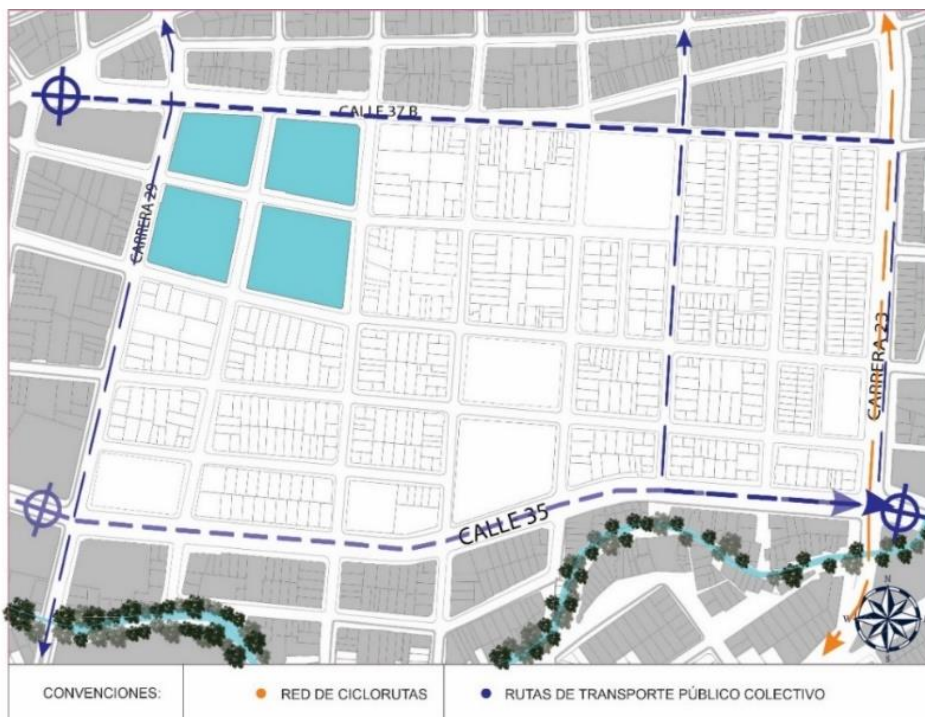 CALLE 37 B
CARRERA 29
CARRERA 23
CALLE 35
N
W
S
CONVENCIONES:
RED DE CICLORUTAS
RUTAS DE TRANSPORTE PÚBLICO COLECTIVO